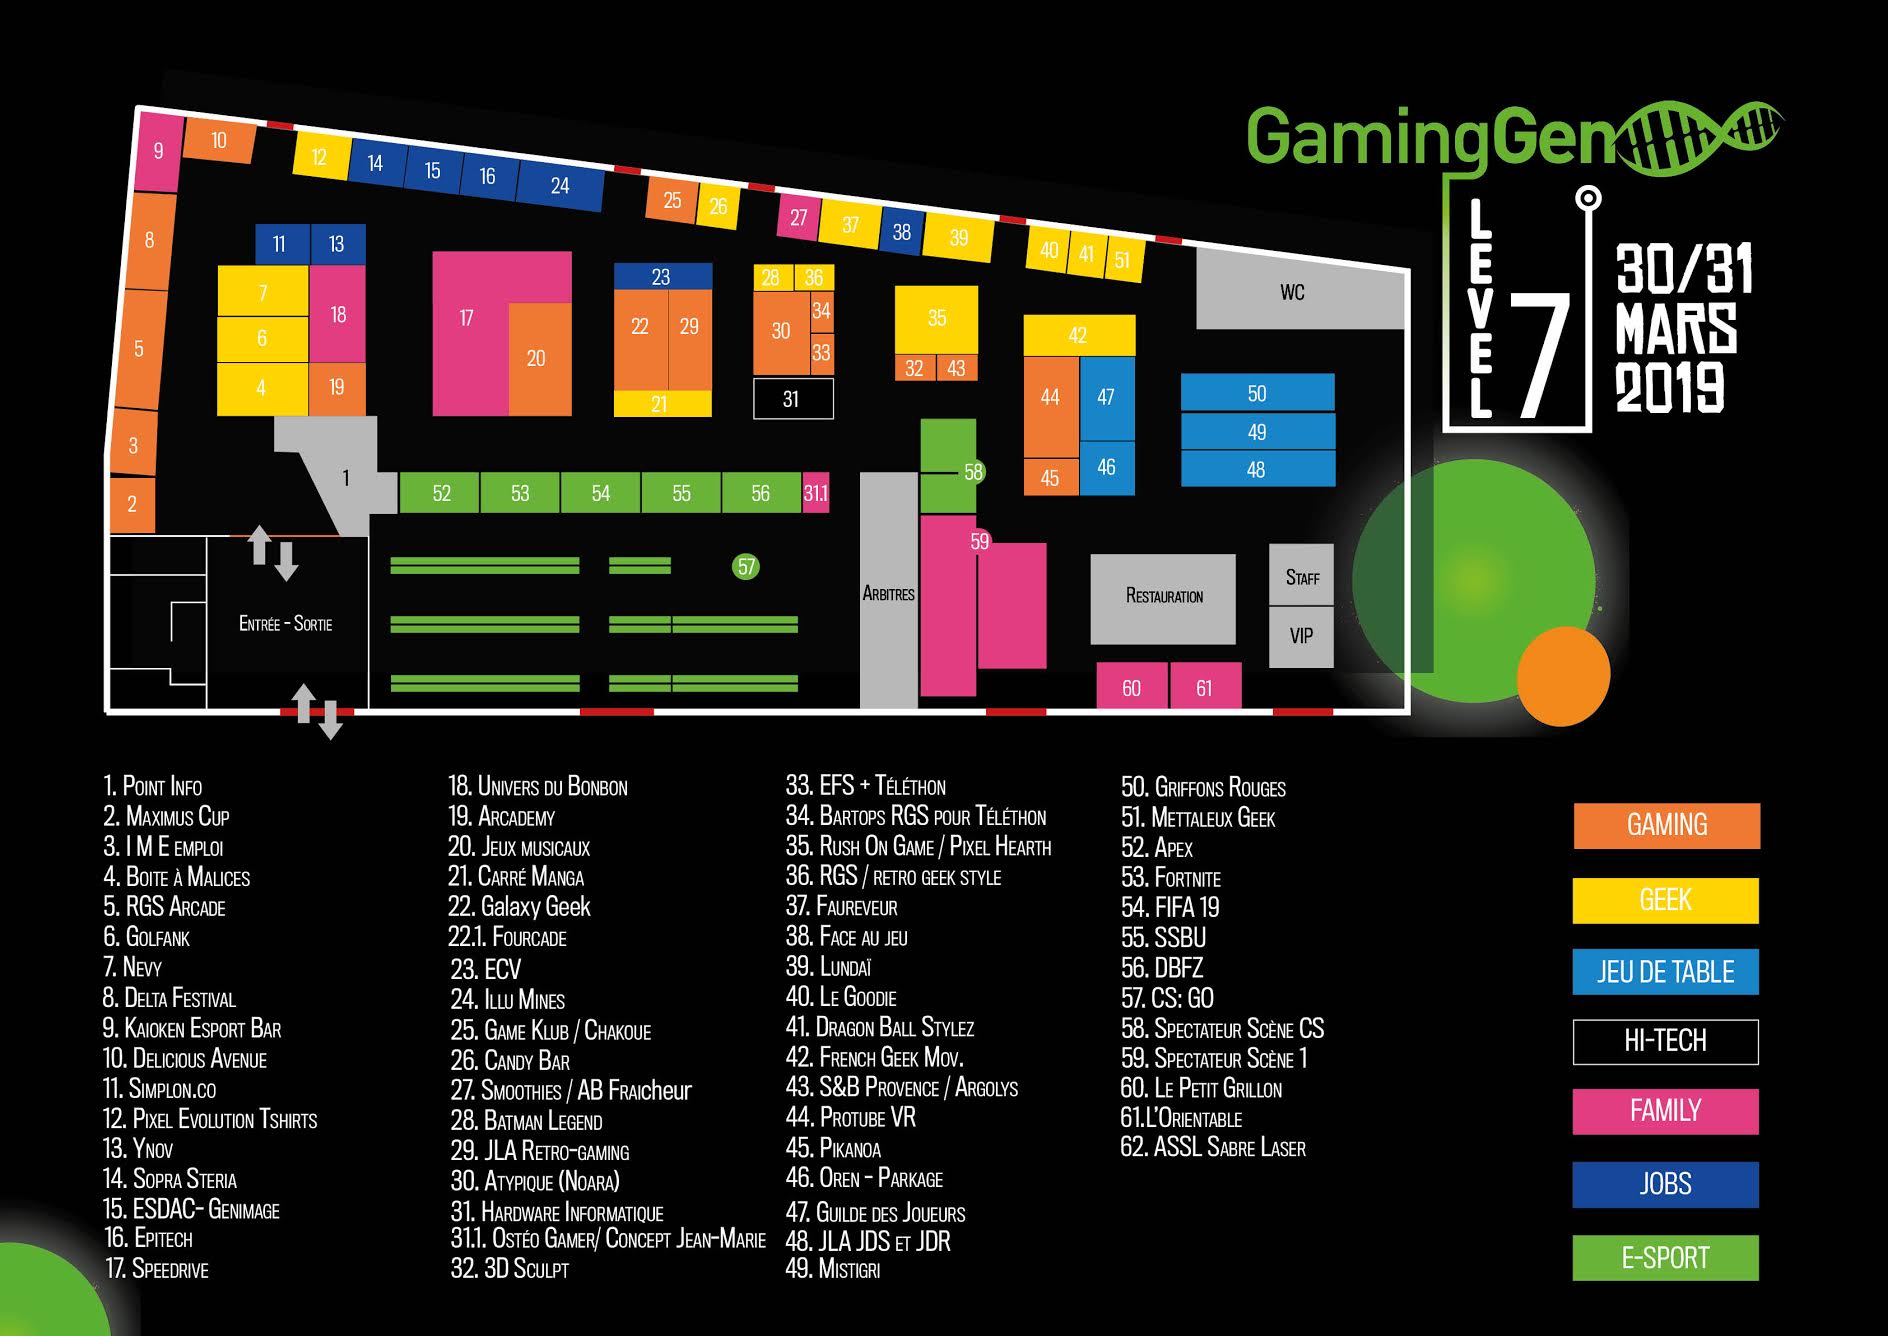 GamingGen
LEVEL
7
30/31
MARS
2019
9
10
12
14
15
16
24
25
26
27
37
38
39
40
41
51
WC
8
11
13
7
18
6
4
19
5
3
2
17
20
23
22
29
21
28
36
30
34
33
31
35
32
43
42
44
47
45
46
50
49
48
1
52
53
54
55
56
31.1
58
59
57
Arbitres
Entrée - Sortie
Restauration
Staff
VIP
60
61
1. Point Info
2. Maximus Cup
3. I M E emploi
4. Boite à Malices
5. RGS Arcade
6. Golfank
7. Nevy
8. Delta Festival
9. Kaioken Esport Bar
10. Delicious Avenue
11. Simplon.co
12. Pixel Evolution Tshirts
13. Ynov
14. Sopra Steria
15. ESDAC- Genimage
16. Epitech
17. Speedrive
18. Univers du Bonbon
19. Arcademy
20. Jeux musicaux
21. Carré Manga
22. Galaxy Geek
22.1. Fourcade
23. ECV
24. Illu Mines
25. Game Klub / Chakoue
26. Candy Bar
27. Smoothies / AB Fraicheur
28. Batman Legend
29. JLA Retro-gaming
30. Atypique (Noara)
31. Hardware Informatique
31.1. Ostéo Gamer/ Concept Jean-Marie
32. 3D Sculpt
33. EFS + Téléthon
34. Bartops RGS pour Téléthon
35. Rush On Game / Pixel Hearth
36. RGS / retro geek style
37. Faureveur
38. Face au jeu
39. Lundaï
40. Le Goodie
41. Dragon Ball Stylez
42. French Geek Mov.
43. S&B Provence / Argolys
44. Protube VR
45. Pikanoa
46. Oren - Parkage
47. Guilde des Joueurs
48. JLA JDS et JDR
49. Mistigri
50. Griffons Rouges
51. Mettaleux Geek
52. Apex
53. Fortnite
54. FIFA 19
55. SSBU
56. DBFZ
57. CS: GO
58. Spectateur Scène CS
59. Spectateur Scène 1
60. Le Petit Grillon
61.L'Orientable
62. ASSL Sabre Laser
GAMING
GEEK
JEU DE TABLE
HI-TECH
FAMILY
JOBS
E-SPORT